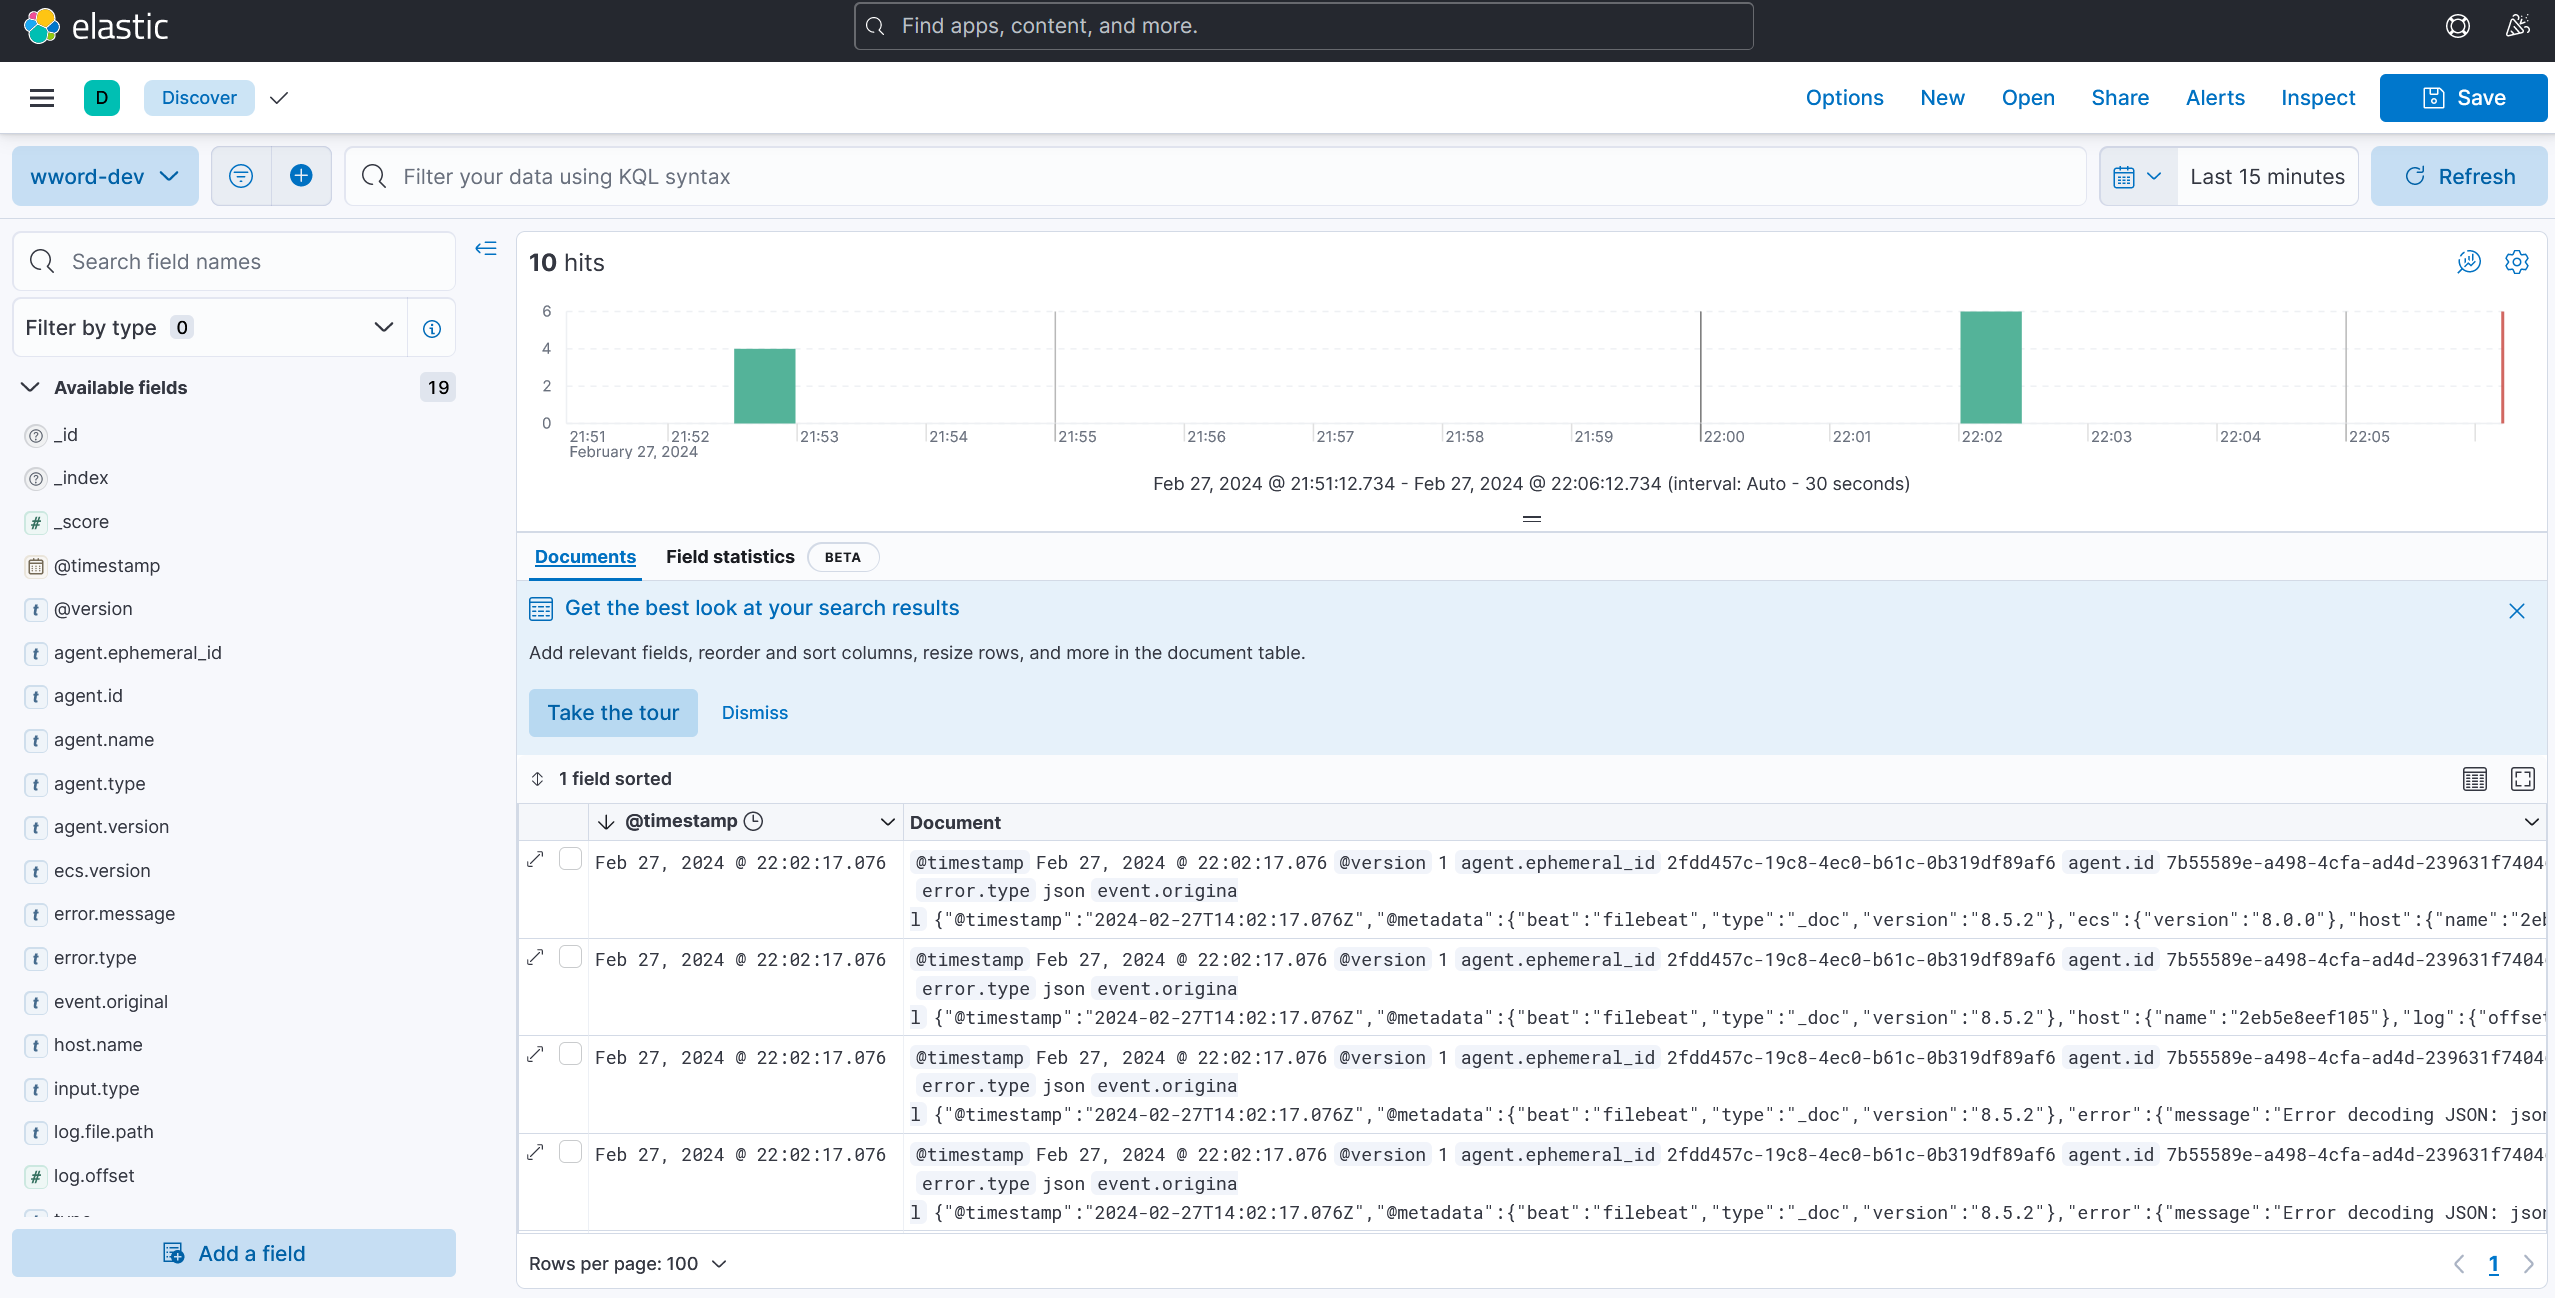 elastic
Find apps, content, and more.
D
Discover
Options
New
Open
Share
Alerts
Inspect
Save
wword-dev
Filter your data using KQL syntax
Last 15 minutes
Refresh
Search field names
Filter by type 0
Available fields
19
_id
_index
# _score
@timestamp
t @version
t agent.ephemeral_id
t agent.id
t agent.name
t agent.type
t agent.version
t ecs.version
t error.message
t error.type
t event.original
t host.name
t input.type
t log.file.path
# log.offset
Add a field
10 hits
6
4
2
0
21:51
21:52
21:53
21:54
21:55
21:56
21:57
21:58
21:59
22:00
22:01
22:02
22:03
22:04
22:05
February 27, 2024
Feb 27, 2024 @ 21:51:12.734 - Feb 27, 2024 @ 22:06:12.734 (interval: Auto - 30 seconds)
Documents
Field statistics
BETA
Get the best look at your search results
Add relevant fields, reorder and sort columns, resize rows, and more in the document table.
Take the tour
Dismiss
1 field sorted
@timestamp
Document
Feb 27, 2024 @ 22:02:17.076
@timestamp Feb 27, 2024 @ 22:02:17.076 @version 1 agent.ephemeral_id 2fdd457c-19c8-4ec0-b61c-0b319df89af6 agent.id 7b55589e-a498-4cfa-ad4d-239631f7404
error.type json event.origina
l {"@timestamp":"2024-02-27T14:02:17.076Z","@metadata":{"beat":"filebeat","type":"_doc","version":"8.5.2"},"ecs":{"version":"8.0.0"},"host":{"name":"2eb
Feb 27, 2024 @ 22:02:17.076
@timestamp Feb 27, 2024 @ 22:02:17.076 @version 1 agent.ephemeral_id 2fdd457c-19c8-4ec0-b61c-0b319df89af6 agent.id 7b55589e-a498-4cfa-ad4d-239631f7404
error.type json event.origina
l {"@timestamp":"2024-02-27T14:02:17.076Z","@metadata":{"beat":"filebeat","type":"_doc","version":"8.5.2"},"host":{"name":"2eb5e8eef105"},"log":{"offset
Feb 27, 2024 @ 22:02:17.076
@timestamp Feb 27, 2024 @ 22:02:17.076 @version 1 agent.ephemeral_id 2fdd457c-19c8-4ec0-b61c-0b319df89af6 agent.id 7b55589e-a498-4cfa-ad4d-239631f7404
error.type json event.origina
l {"@timestamp":"2024-02-27T14:02:17.076Z","@metadata":{"beat":"filebeat","type":"_doc","version":"8.5.2"},"error":{"message":"Error decoding JSON: json
Feb 27, 2024 @ 22:02:17.076
@timestamp Feb 27, 2024 @ 22:02:17.076 @version 1 agent.ephemeral_id 2fdd457c-19c8-4ec0-b61c-0b319df89af6 agent.id 7b55589e-a498-4cfa-ad4d-239631f7404
error.type json event.origina
l {"@timestamp":"2024-02-27T14:02:17.076Z","@metadata":{"beat":"filebeat","type":"_doc","version":"8.5.2"},"error":{"message":"Error decoding JSON: json
Rows per page: 100
1